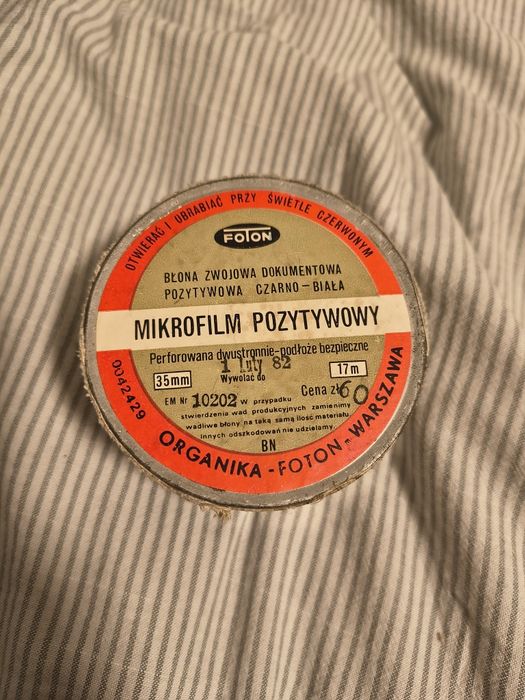 OTWIERAĆ I OBRABIAĆ PRZY ŚWIETLE CZERWONYM
FOTON
BŁONA ZWOJOWA DOKUMENTOWA
POZYTYWOWA CZARNO-BIAŁA
MIKROFILM POZYTYWOWY
Perforowana dwustronnie-podłoże bezpieczne
1 Luty 82
35mm Wywołać do 17m
EM Nr 10202 w przypadku Cena zł 60
stwierdzenia wad produkcyjnych zamienimy
wadliwe błony na taką samą ilość materiału
innych odszkodowań nie udzielamy
BN
0042429
ORGANIKA-FOTON-WARSZAWA